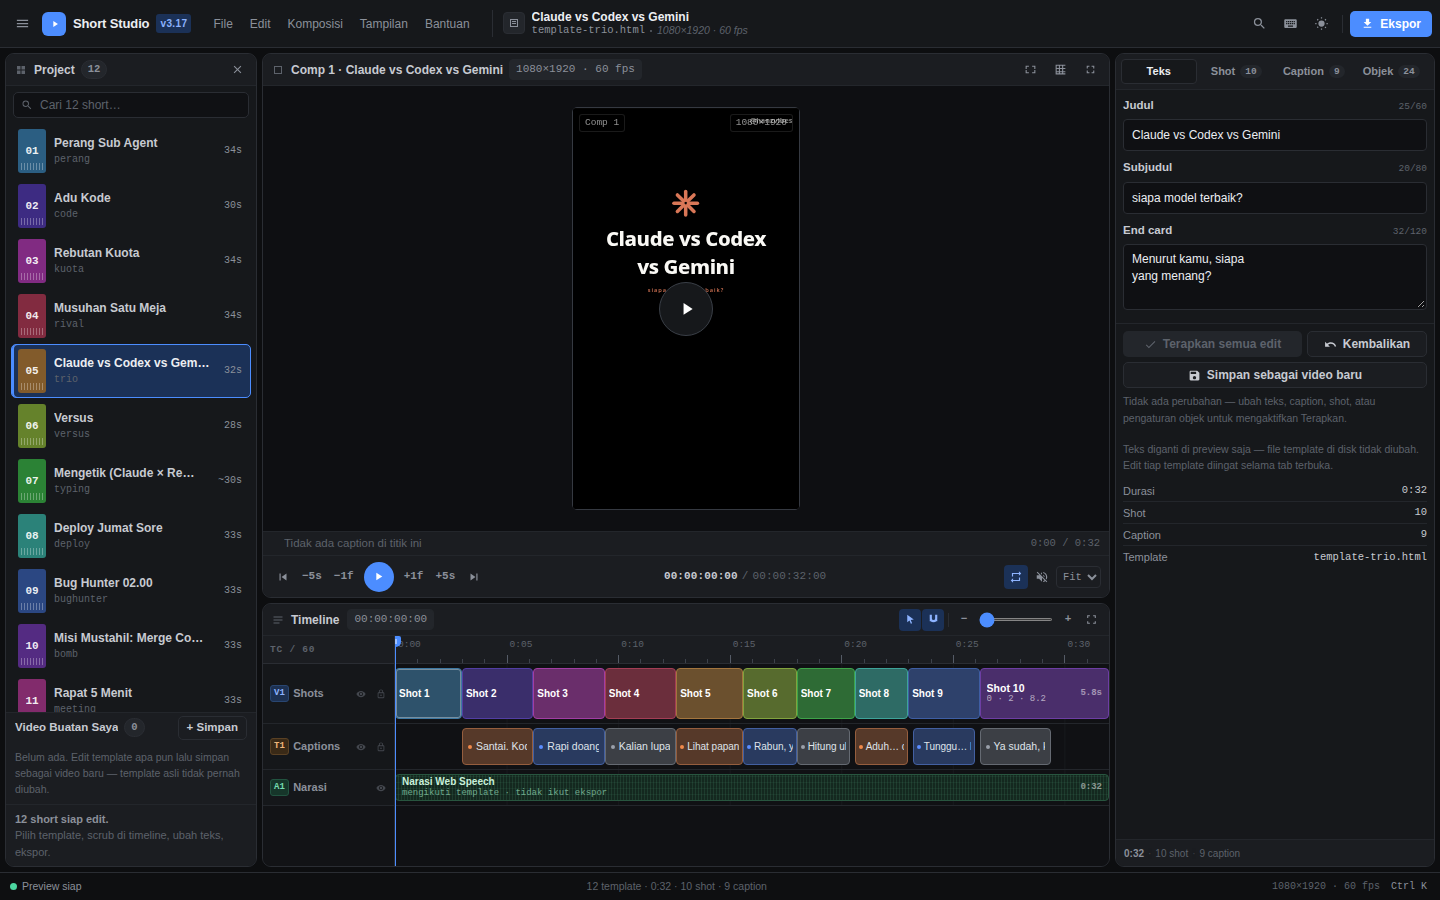 Short Studio v3.17 File Edit Komposisi Tampilan Bantuan
Claude vs Codex vs Gemini
template-trio.html · 1080×1920 · 60 fps
Ekspor
Project 12
Cari 12 short…
01 Perang Sub Agent 34s
perang
02 Adu Kode 30s
code
03 Rebutan Kuota 34s
kuota
04 Musuhan Satu Meja 34s
rival
05 Claude vs Codex vs Gem… 32s
trio
06 Versus 28s
versus
07 Mengetik (Claude × Re… ~30s
typing
08 Deploy Jumat Sore 33s
deploy
09 Bug Hunter 02.00 33s
bughunter
10 Misi Mustahil: Merge Co… 33s
bomb
11 Rapat 5 Menit 33s
meeting
Video Buatan Saya 0 + Simpan
Belum ada. Edit template apa pun lalu simpan
sebagai video baru — template asli tidak pernah
diubah.
12 short siap edit.
Pilih template, scrub di timeline, ubah teks,
ekspor.
Comp 1 · Claude vs Codex vs Gemini 1080×1920 · 60 fps
Comp 1 1080×1920
Claude vs Codex
vs Gemini
Tidak ada caption di titik ini 0:00 / 0:32
−5s −1f +1f +5s 00:00:00:00 / 00:00:32:00 Fit
Timeline 00:00:00:00 − +
TC / 60 0:00 0:05 0:10 0:15 0:20 0:25 0:30
V1 Shots Shot 1 Shot 2 Shot 3 Shot 4 Shot 5 Shot 6 Shot 7 Shot 8 Shot 9 Shot 10 5.8s
0 · 2 · 8.2
T1 Captions Santai. Koc Rapi doang Kalian lupa Lihat papan Rabun, y Hitung ul Aduh… Tunggu… Ya sudah,
A1 Narasi Narasi Web Speech 0:32
mengikuti template · tidak ikut ekspor
Teks Shot 10 Caption 9 Objek 24
Judul 25/60
Claude vs Codex vs Gemini
Subjudul 20/80
siapa model terbaik?
End card 32/120
Menurut kamu, siapa
yang menang?
Terapkan semua edit Kembalikan
Simpan sebagai video baru
Tidak ada perubahan — ubah teks, caption, shot, atau
pengaturan objek untuk mengaktifkan Terapkan.
Teks diganti di preview saja — file template di disk tidak diubah.
Edit tiap template diingat selama tab terbuka.
Durasi 0:32
Shot 10
Caption 9
Template template-trio.html
0:32 · 10 shot · 9 caption
Preview siap 12 template · 0:32 · 10 shot · 9 caption 1080×1920 · 60 fps Ctrl K